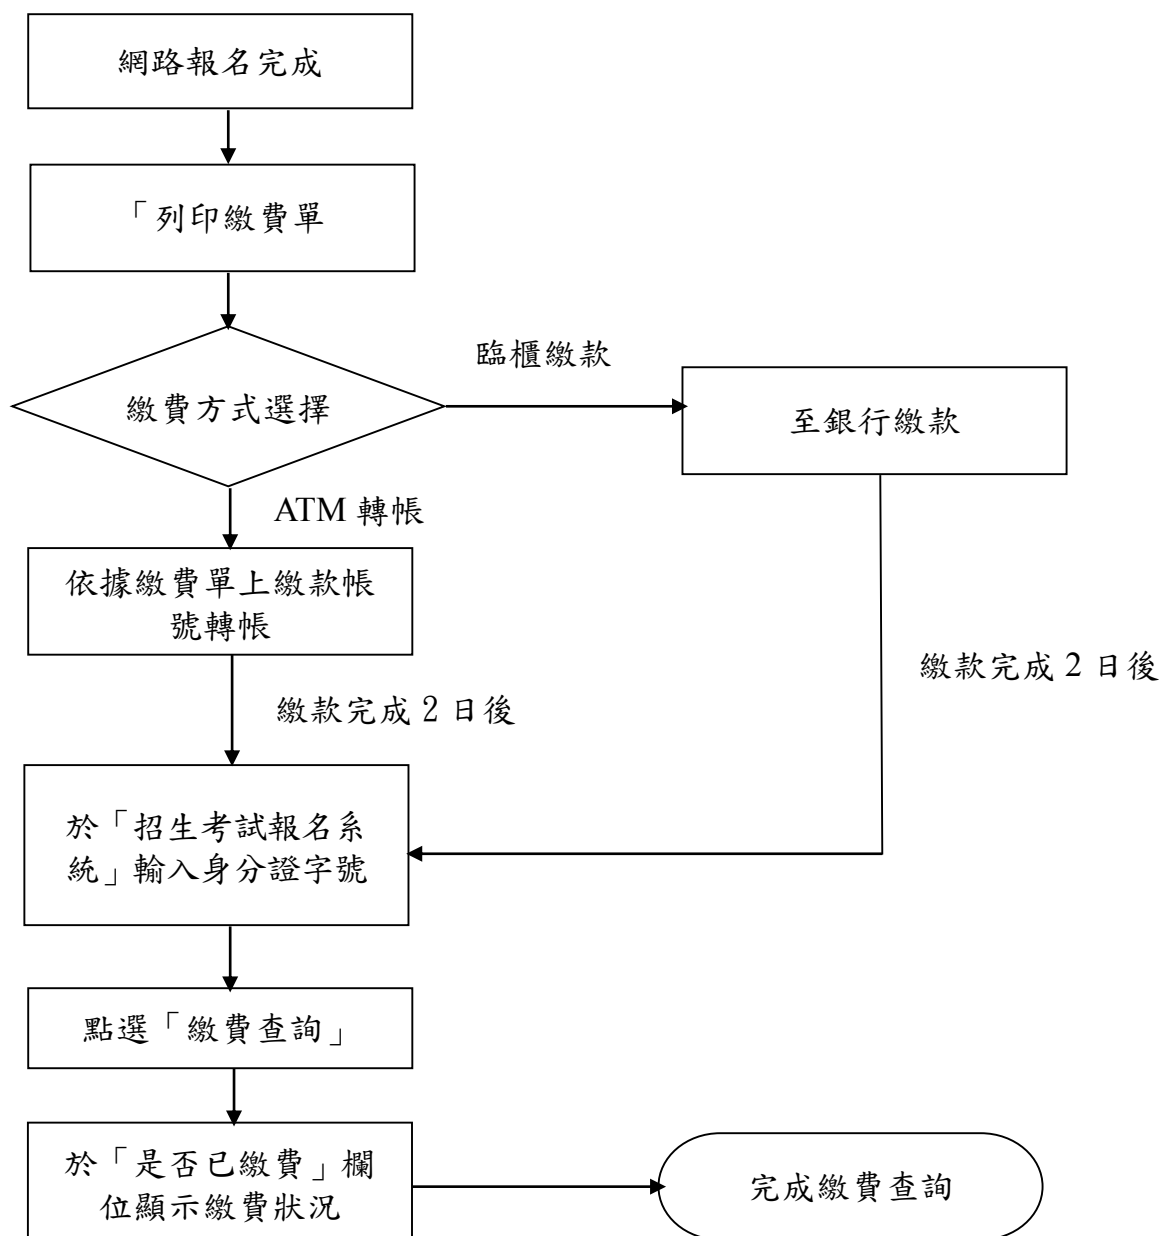 網路報名完成
「列印繳費單
臨櫃繳款
繳費方式選擇
至銀行繳款
ATM 轉帳
依據繳費單上繳款帳
號轉帳
繳款完成 2 日後
繳款完成 2 日後
於「招生考試報名系
統」輸入身分證字號
點選「繳費查詢」
於「是否已繳費」欄
位顯示繳費狀況
完成繳費查詢